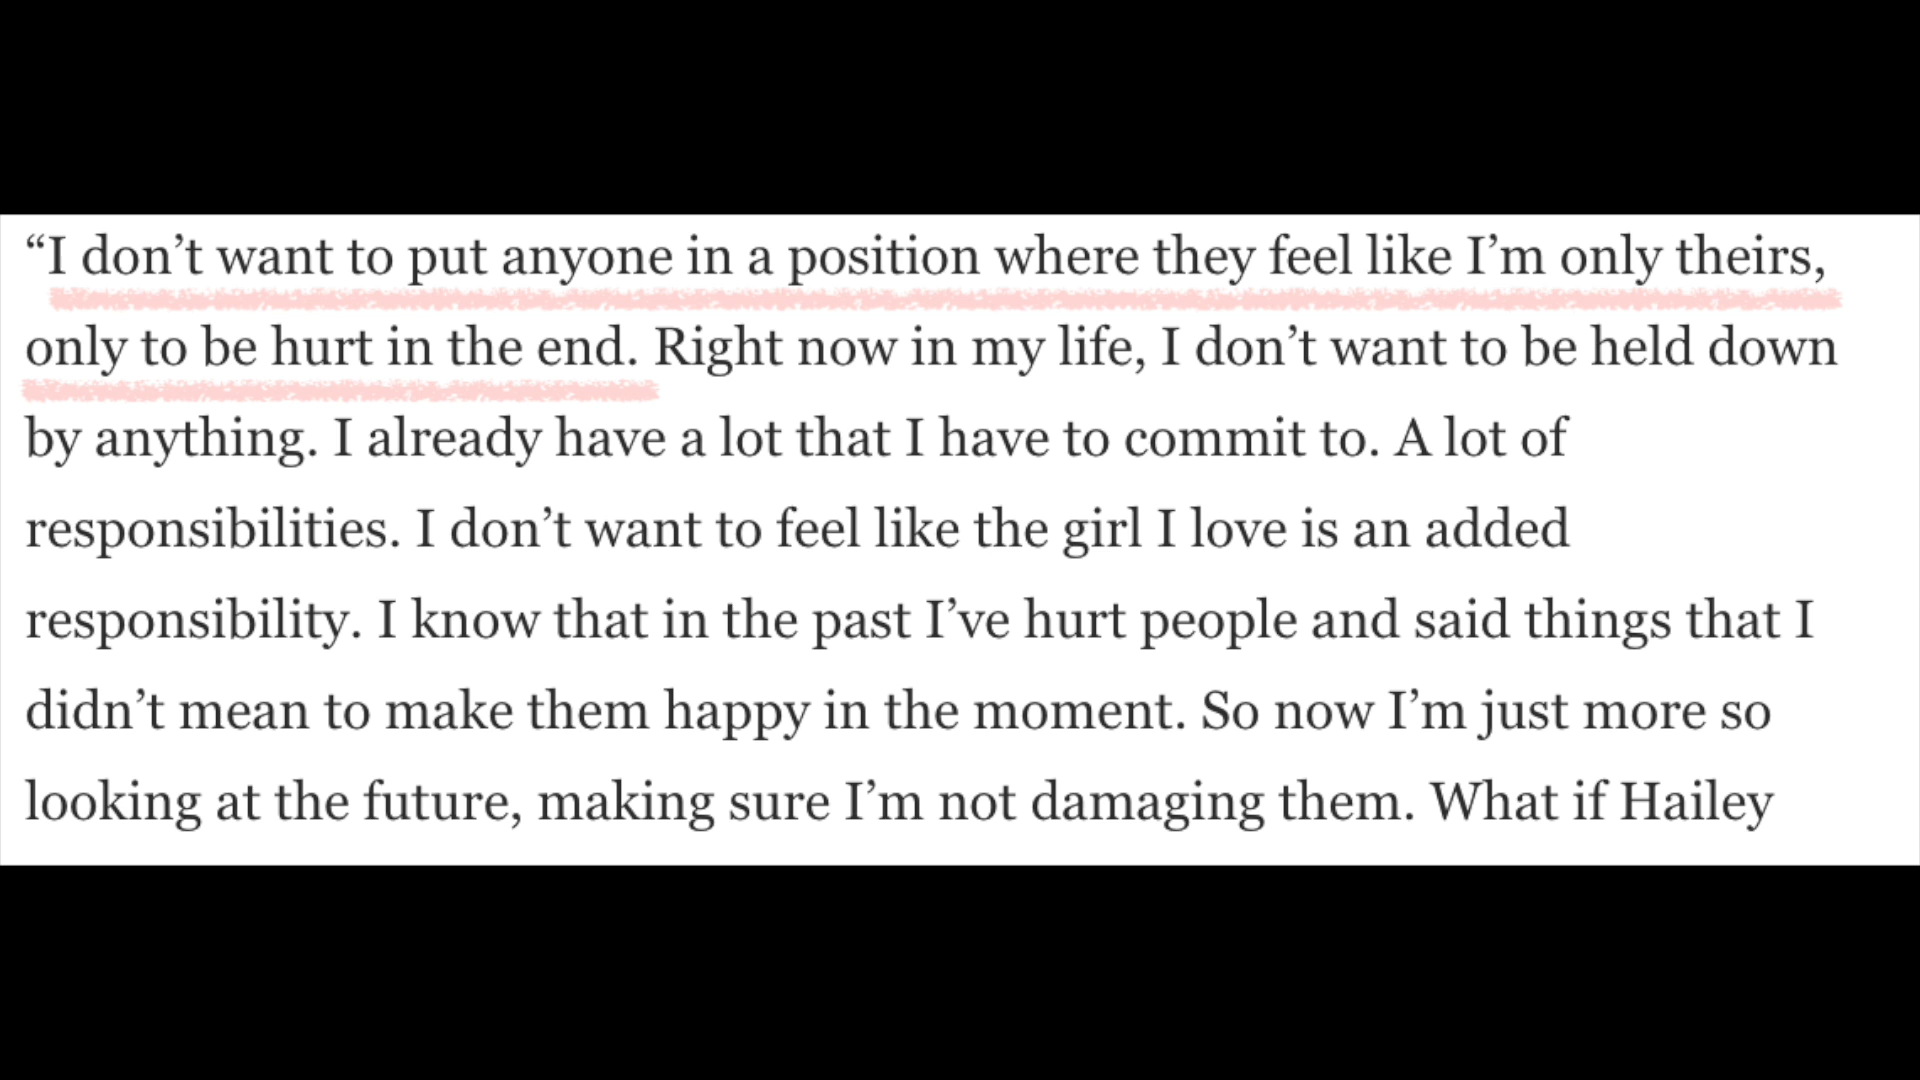 “I don’t want to put anyone in a position where they feel like I’m only theirs,
only to be hurt in the end. Right now in my life, I don’t want to be held down
by anything. I already have a lot that I have to commit to. A lot of
responsibilities. I don’t want to feel like the girl I love is an added
responsibility. I know that in the past I’ve hurt people and said things that I
didn’t mean to make them happy in the moment. So now I’m just more so
looking at the future, making sure I’m not damaging them. What if Hailey